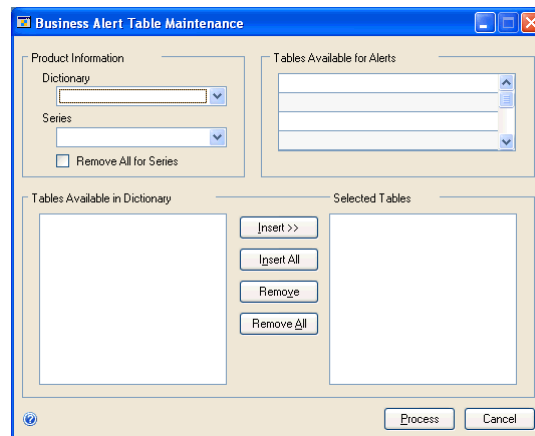 Business Alert Table Maintenance
Product Information
Dictionary
Series
Remove All for Series
Tables Available for Alerts
Tables Available in Dictionary
Insert >>
Insert All
Remove
Remove All
Selected Tables
Process
Cancel